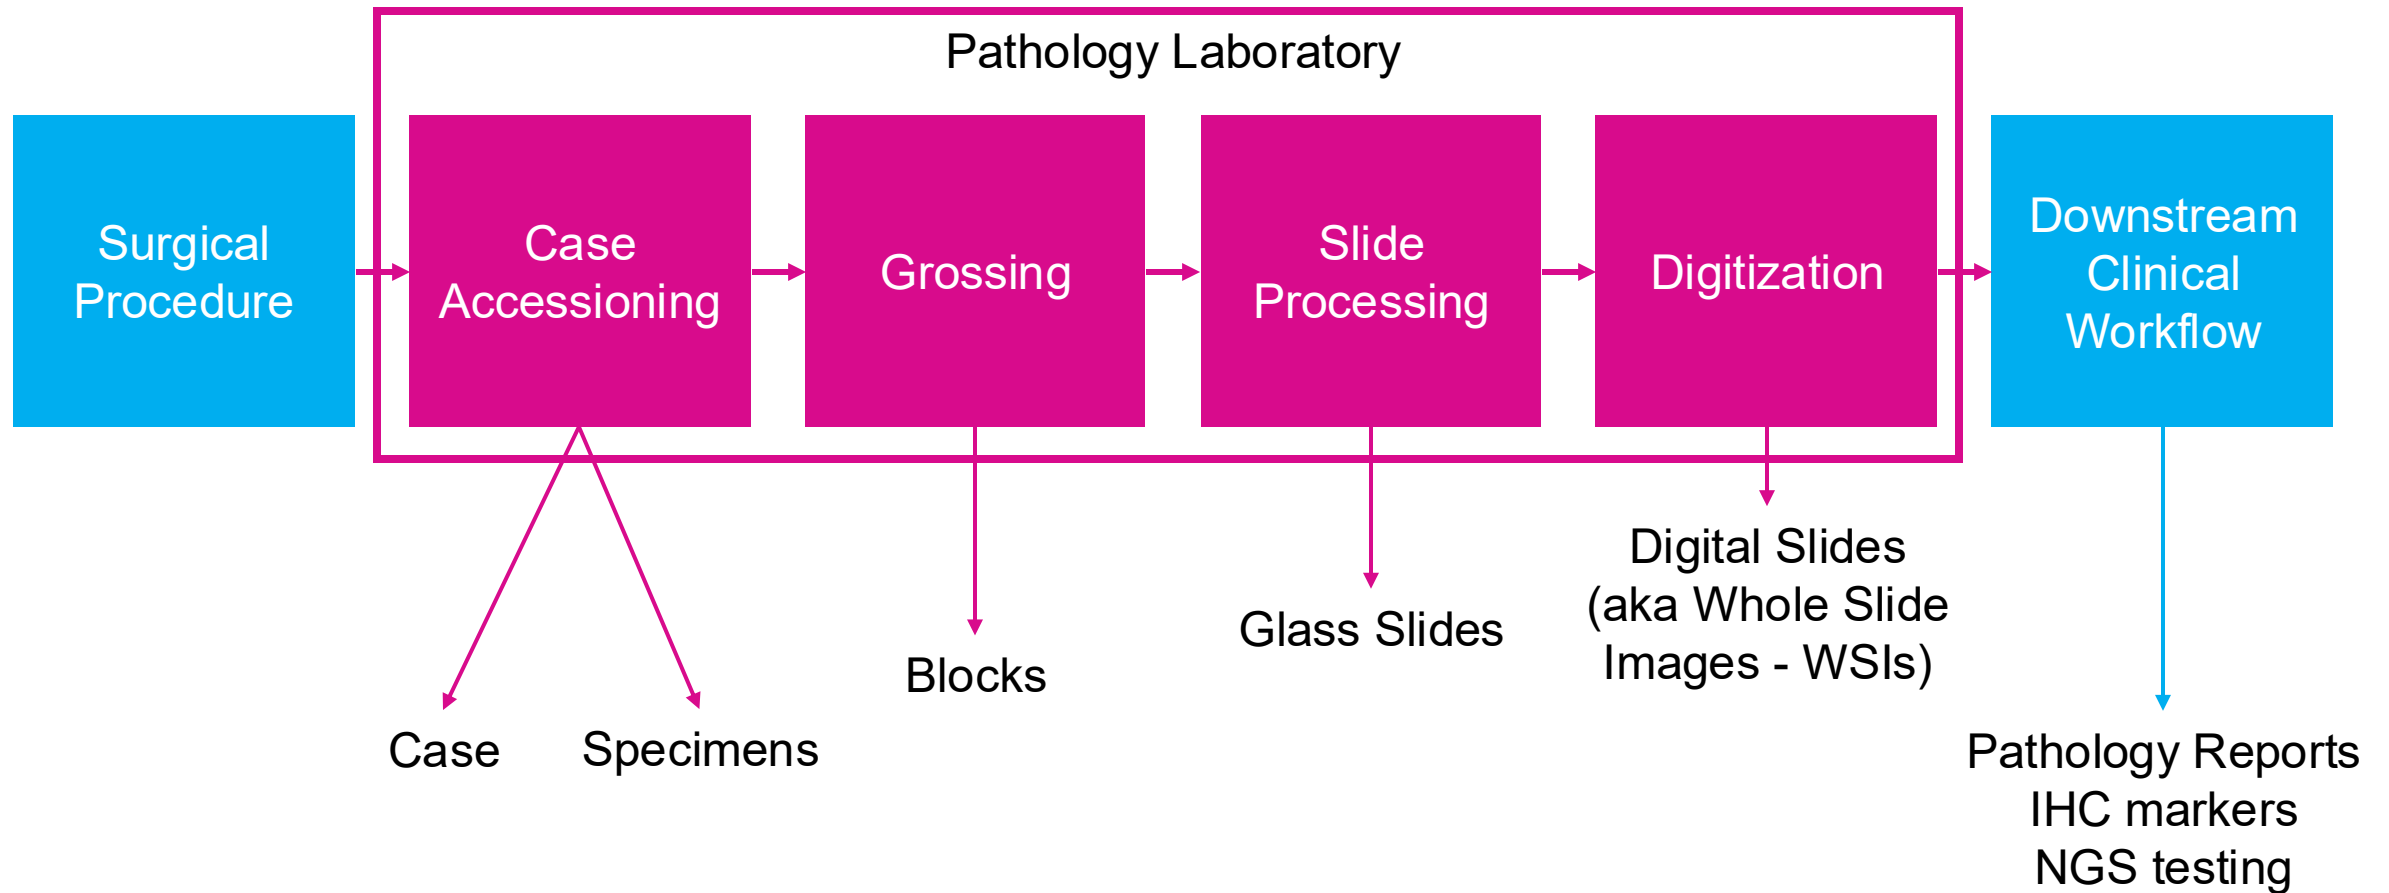 Pathology Laboratory
Surgical
Procedure
Case
Accessioning
Grossing
Slide
Processing
Digitization
Downstream
Clinical
Workflow
Case
Specimens
Blocks
Glass Slides
Digital Slides
(aka Whole Slide
Images - WSIs)
Pathology Reports
IHC markers
NGS testing